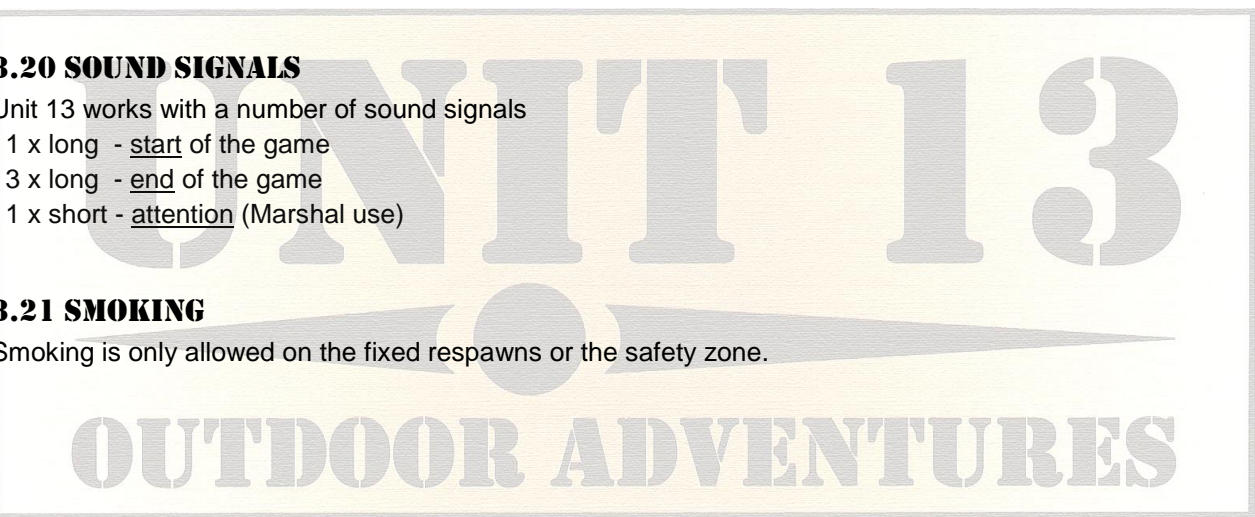 3.20 SOUND SIGNALS
Unit 13 works with a number of sound signals
1 x long - start of the game
3 x long - end of the game
1 x short - attention (Marshal use)
3.21 SMOKING
Smoking is only allowed on the fixed respawns or the safety zone.
UNIT 13
OUTDOOR ADVENTURES